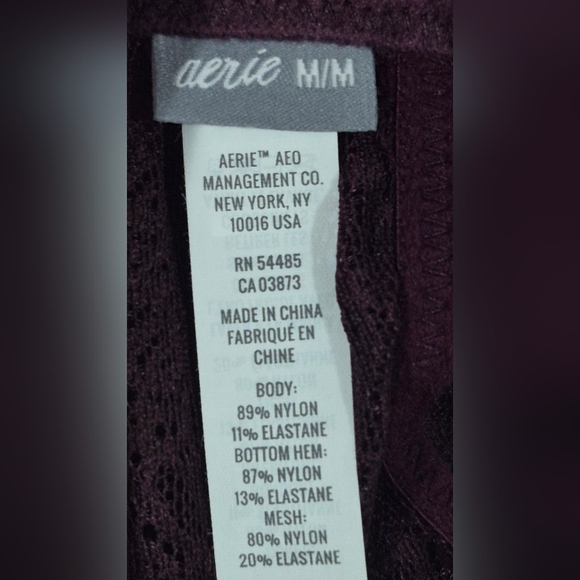 aerie M/M
AERIE™ AEO
MANAGEMENT CO.
NEW YORK, NY
10016 USA
RN 54485
CA 03873
MADE IN CHINA
FABRIQUÉ EN
CHINE
BODY:
89% NYLON
11% ELASTANE
BOTTOM HEM:
87% NYLON
13% ELASTANE
MESH:
80% NYLON
20% ELASTANE